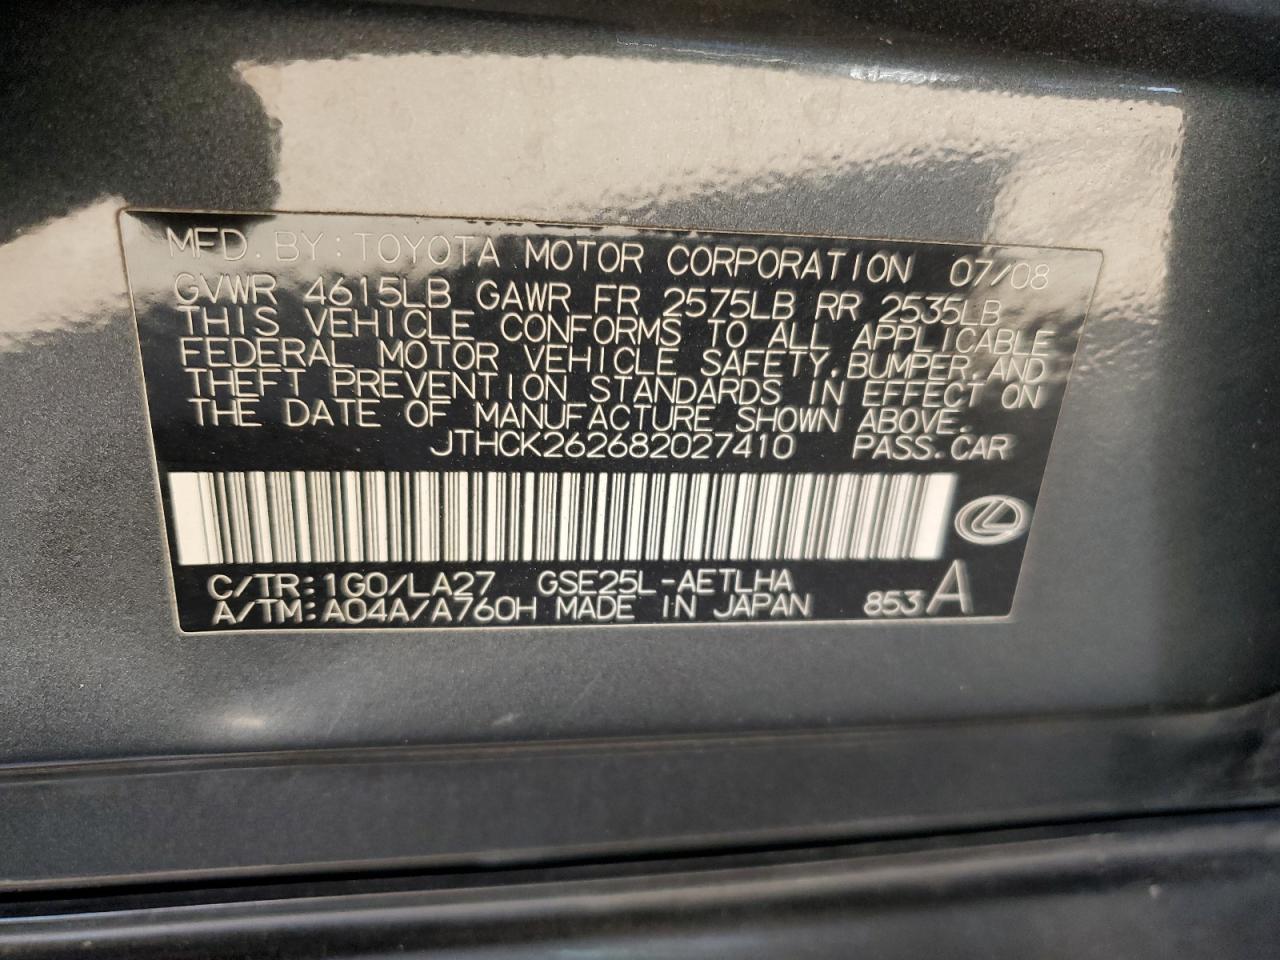 MFD. BY: TOYOTA MOTOR CORPORATION 07/08
GVWR 4615LB GAWR FR 2575LB RR 2535LB
THIS VEHICLE CONFORMS TO ALL APPLICABLE
FEDERAL MOTOR VEHICLE SAFETY, BUMPER, AND
THEFT PREVENTION STANDARDS IN EFFECT ON
THE DATE OF MANUFACTURE SHOWN ABOVE.
JTHCK262682027410 PASS. CAR
C/TR: 1G0/LA27 GSE25L-AETLHA
A/TM: A04A/A760H MADE IN JAPAN 853 A